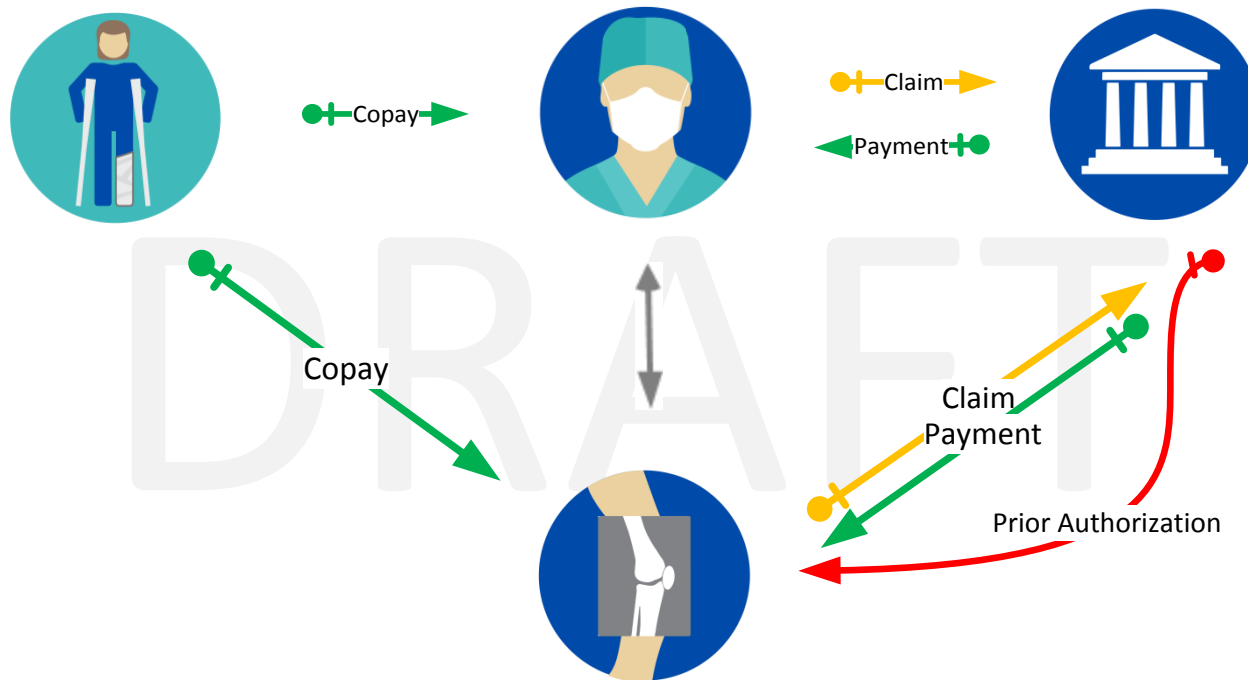 Copay
Claim
Payment
DRAFT
Copay
Claim
Payment
Prior Authorization